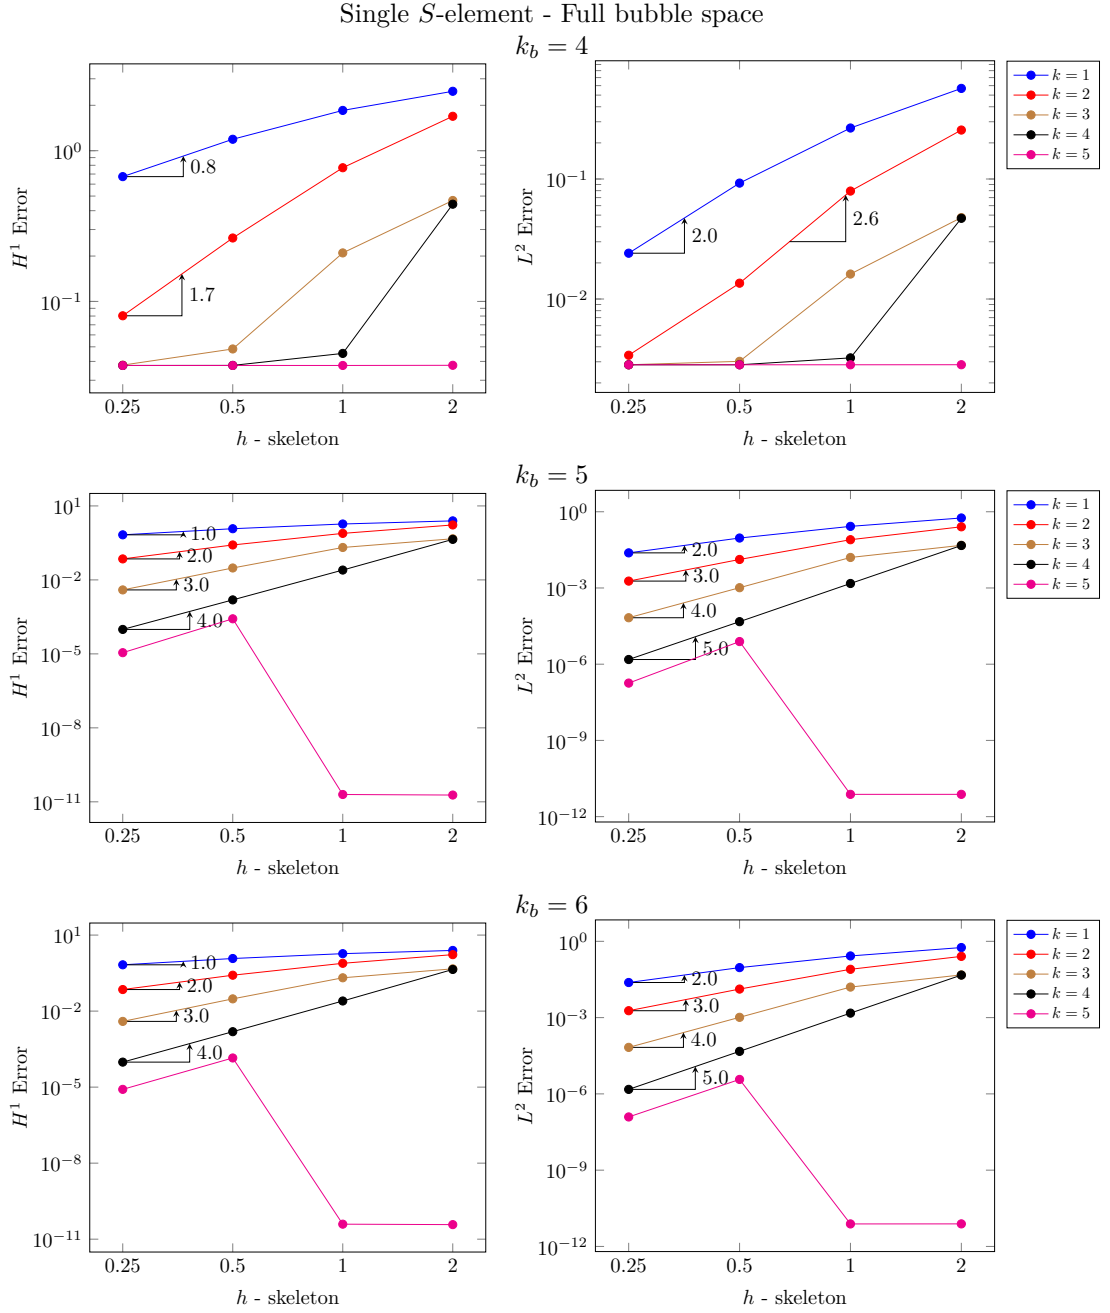 Single S-element - Full bubble space
k_b = 4
H^1 Error
10^0
10^{-1}
0.8
1.7
0.25 0.5 1 2
h - skeleton
L^2 Error
10^{-1}
10^{-2}
2.0
2.6
0.25 0.5 1 2
h - skeleton
k = 1
k = 2
k = 3
k = 4
k = 5
k_b = 5
H^1 Error
10^1
10^{-2}
10^{-5}
10^{-8}
10^{-11}
1.0
2.0
3.0
4.0
0.25 0.5 1 2
h - skeleton
L^2 Error
10^0
10^{-3}
10^{-6}
10^{-9}
10^{-12}
2.0
3.0
4.0
5.0
0.25 0.5 1 2
h - skeleton
k = 1
k = 2
k = 3
k = 4
k = 5
k_b = 6
H^1 Error
10^1
10^{-2}
10^{-5}
10^{-8}
10^{-11}
1.0
2.0
3.0
4.0
0.25 0.5 1 2
h - skeleton
L^2 Error
10^0
10^{-3}
10^{-6}
10^{-9}
10^{-12}
2.0
3.0
4.0
5.0
0.25 0.5 1 2
h - skeleton
k = 1
k = 2
k = 3
k = 4
k = 5